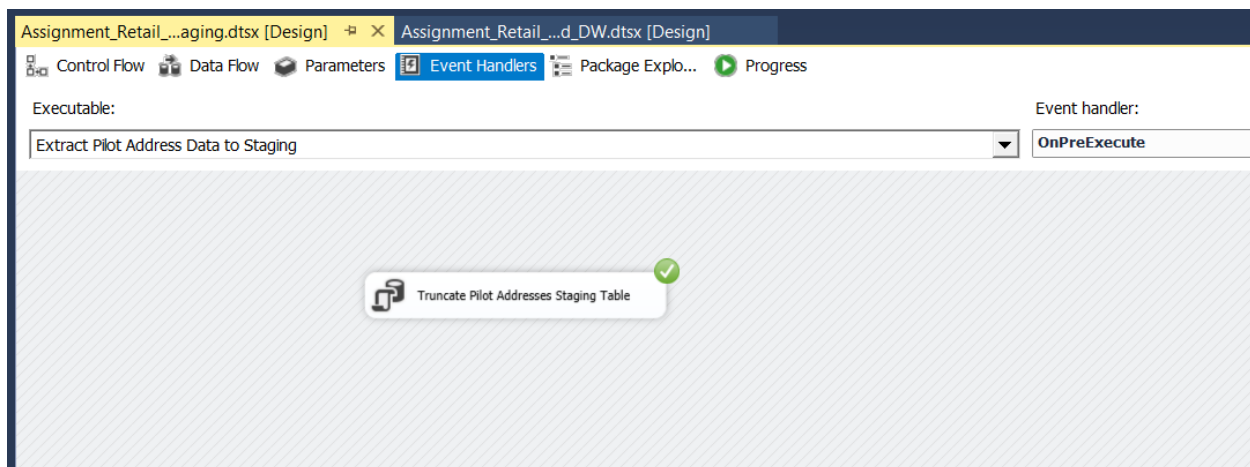 Assignment_Retail_...aging.dtsx [Design] Assignment_Retail_...d_DW.dtsx [Design]
Control Flow Data Flow Parameters Event Handlers Package Explo... Progress
Executable: Event handler:
Extract Pilot Address Data to Staging OnPreExecute
Truncate Pilot Addresses Staging Table